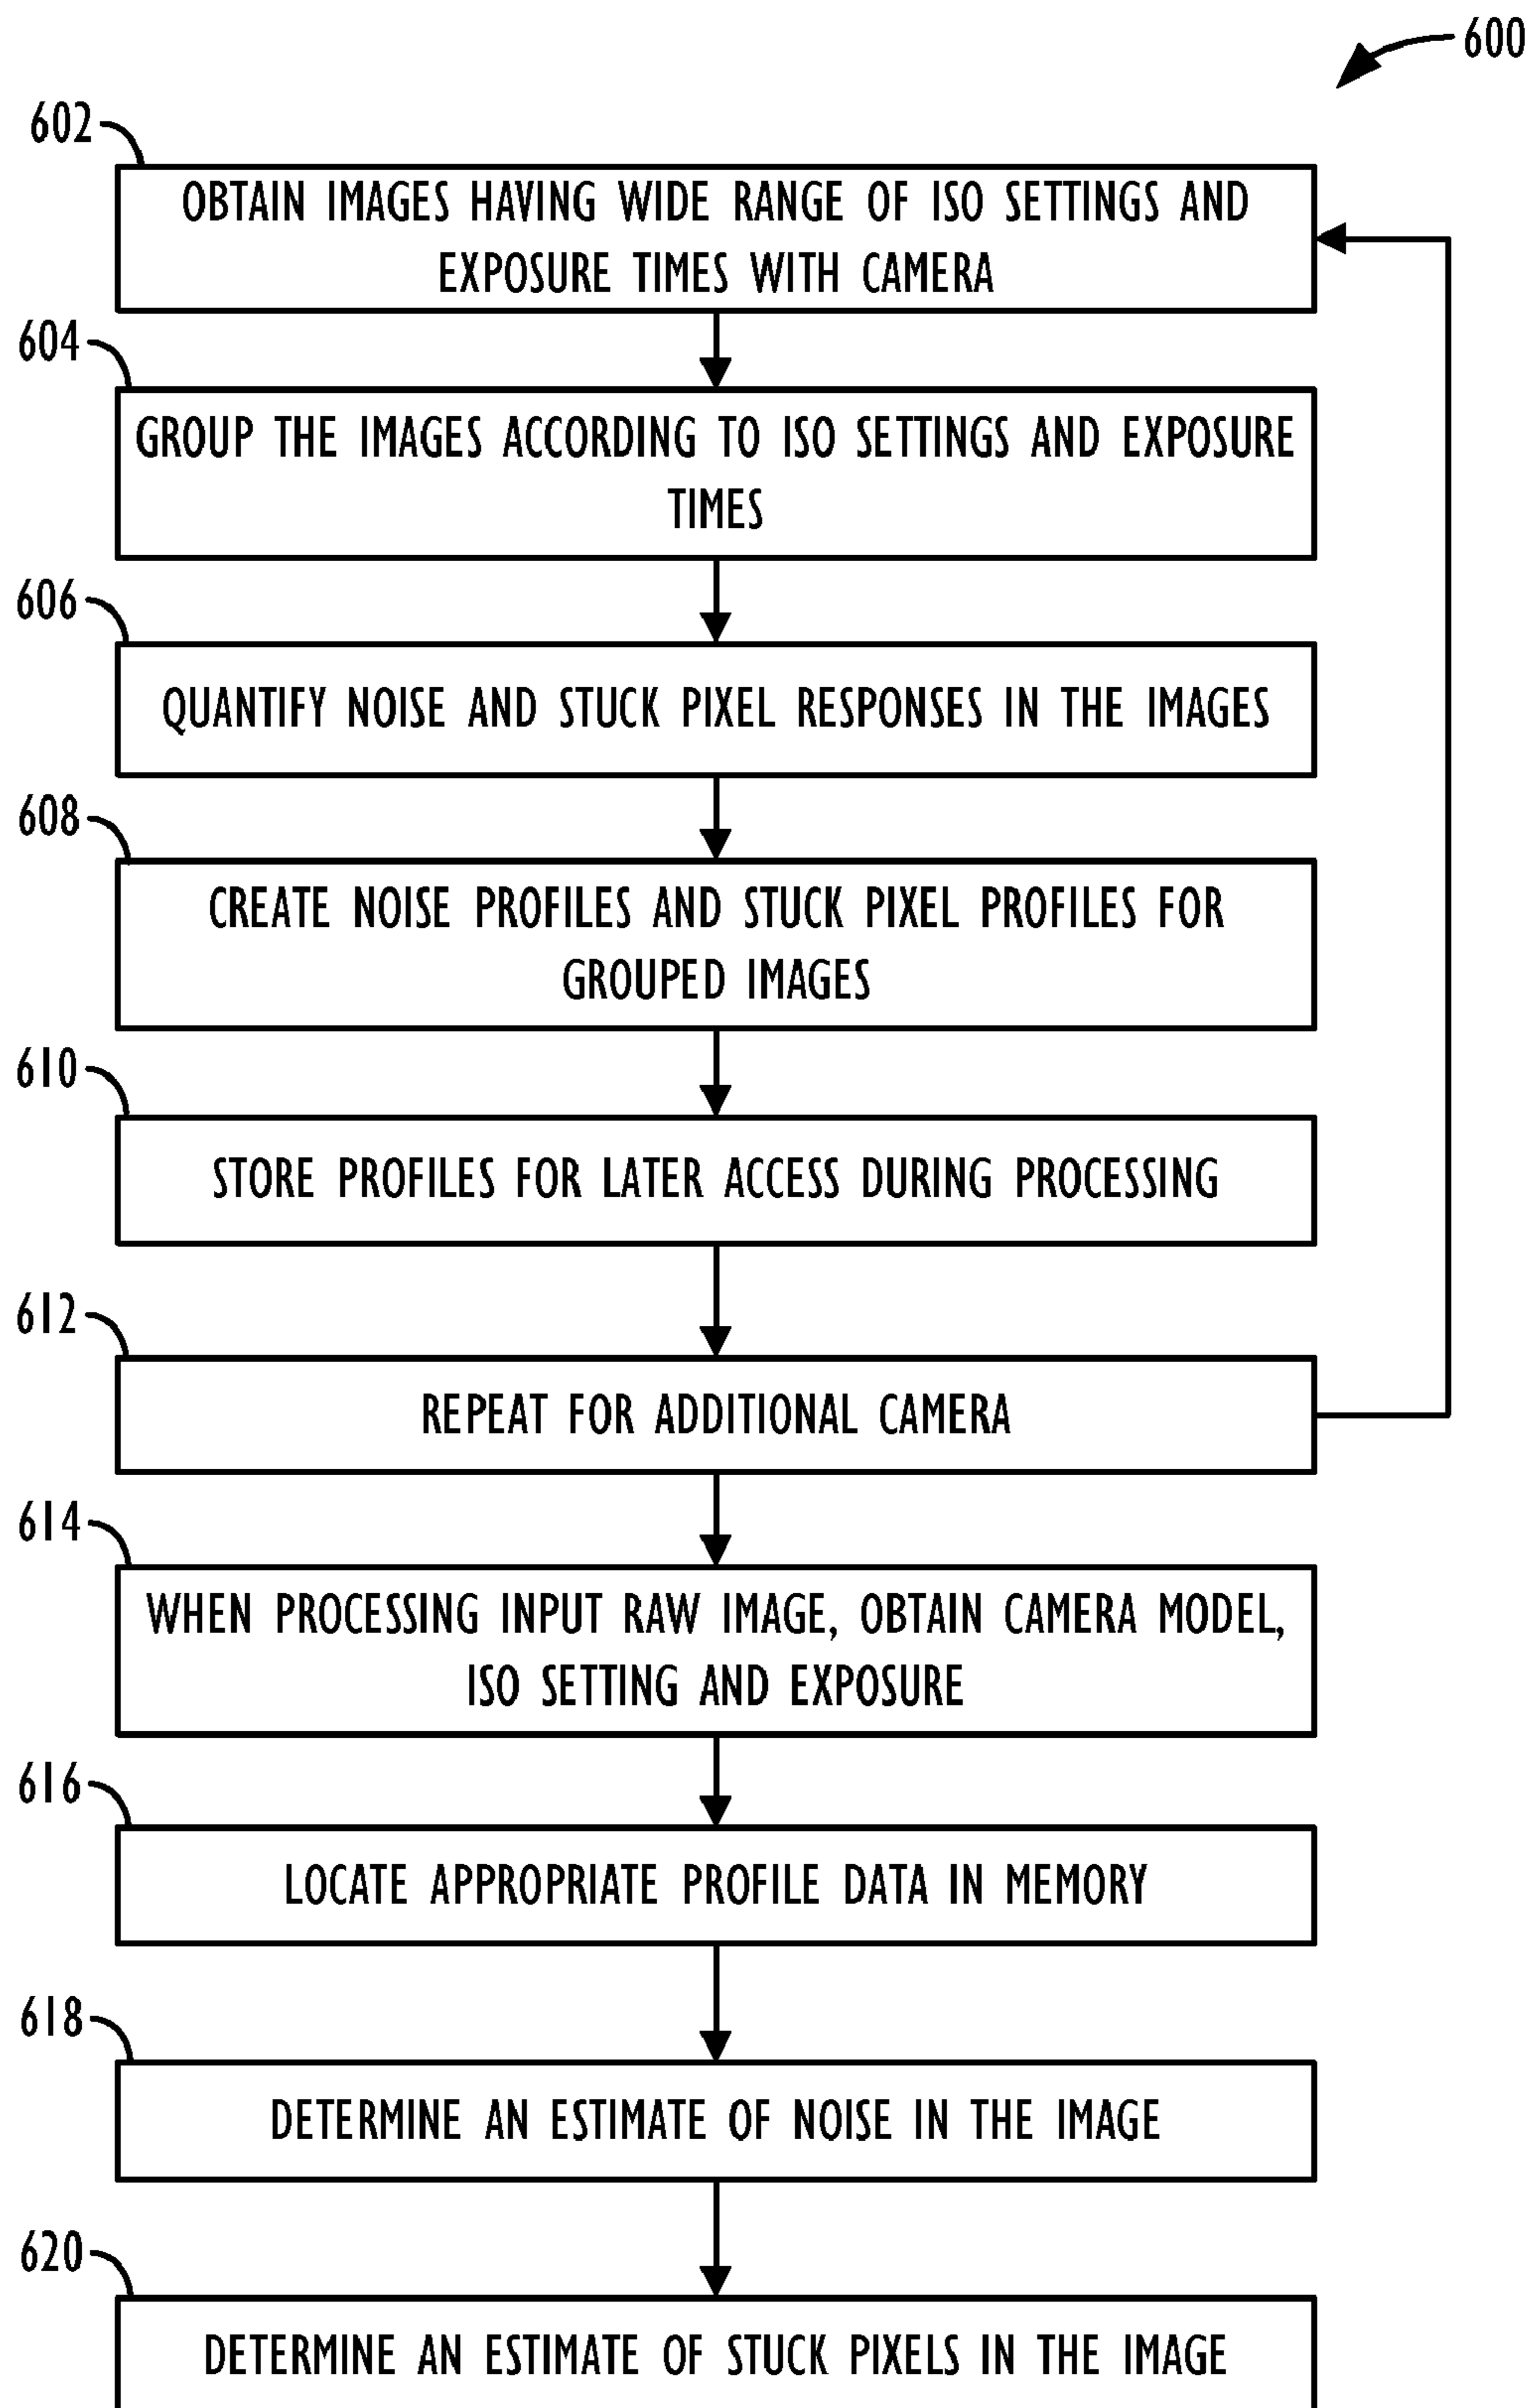 600
602
OBTAIN IMAGES HAVING WIDE RANGE OF ISO SETTINGS AND
EXPOSURE TIMES WITH CAMERA
604
GROUP THE IMAGES ACCORDING TO ISO SETTINGS AND EXPOSURE
TIMES
606
QUANTIFY NOISE AND STUCK PIXEL RESPONSES IN THE IMAGES
608
CREATE NOISE PROFILES AND STUCK PIXEL PROFILES FOR
GROUPED IMAGES
610
STORE PROFILES FOR LATER ACCESS DURING PROCESSING
612
REPEAT FOR ADDITIONAL CAMERA
614
WHEN PROCESSING INPUT RAW IMAGE, OBTAIN CAMERA MODEL,
ISO SETTING AND EXPOSURE
616
LOCATE APPROPRIATE PROFILE DATA IN MEMORY
618
DETERMINE AN ESTIMATE OF NOISE IN THE IMAGE
620
DETERMINE AN ESTIMATE OF STUCK PIXELS IN THE IMAGE